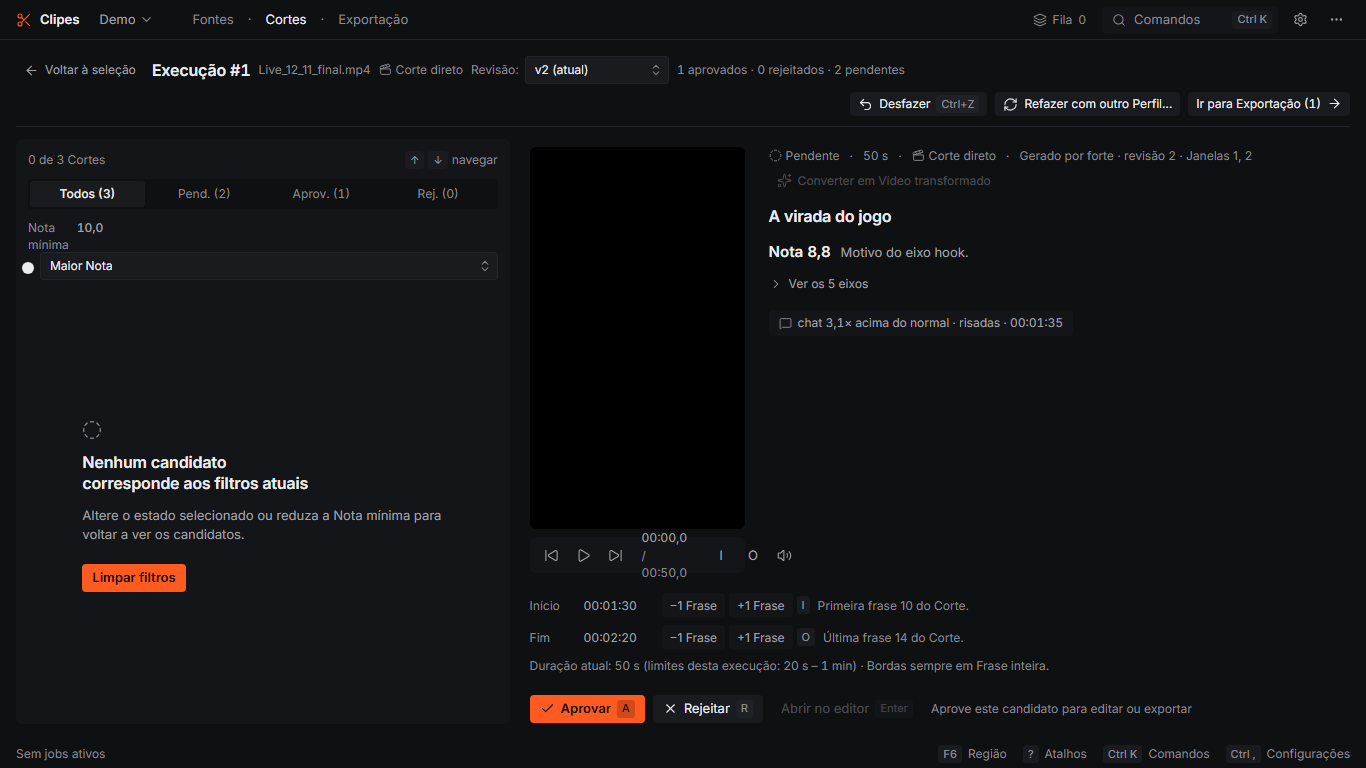 Clipes Demo Fontes · Cortes · Exportação Fila 0 Comandos Ctrl K
Voltar à seleção Execução #1 Live_12_11_final.mp4 Corte direto Revisão: v2 (atual) 1 aprovados · 0 rejeitados · 2 pendentes
Desfazer Ctrl+Z Refazer com outro Perfil... Ir para Exportação (1)
0 de 3 Cortes navegar
Todos (3) Pend. (2) Aprov. (1) Rej. (0)
Nota mínima 10,0
Maior Nota
Nenhum candidato
corresponde aos filtros atuais
Altere o estado selecionado ou reduza a Nota mínima para
voltar a ver os candidatos.
Limpar filtros
Pendente · 50 s · Corte direto · Gerado por forte · revisão 2 · Janelas 1, 2
Converter em Vídeo transformado
A virada do jogo
Nota 8,8 Motivo do eixo hook.
Ver os 5 eixos
chat 3,1× acima do normal · risadas · 00:01:35
00:00,0
/
00:50,0
I O
Início 00:01:30 −1 Frase +1 Frase I Primeira frase 10 do Corte.
Fim 00:02:20 −1 Frase +1 Frase O Última frase 14 do Corte.
Duração atual: 50 s (limites desta execução: 20 s – 1 min) · Bordas sempre em Frase inteira.
Aprovar A Rejeitar R Abrir no editor Enter Aprove este candidato para editar ou exportar
Sem jobs ativos F6 Região ? Atalhos Ctrl K Comandos Ctrl , Configurações